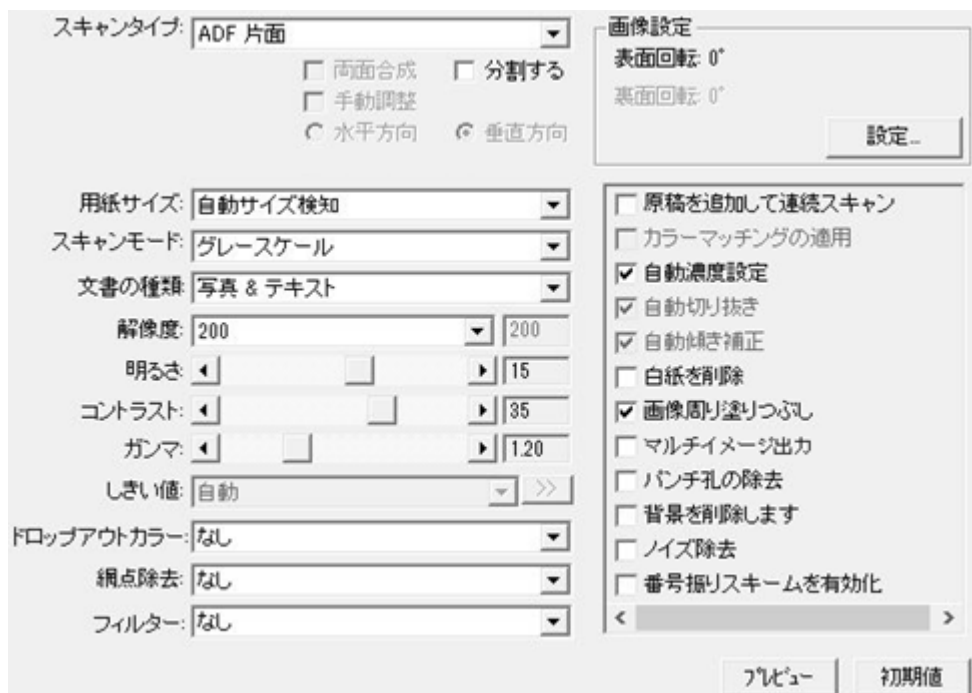 スキャンタイプ: ADF 片面
両面合成 分割する
手動調整
水平方向 垂直方向
用紙サイズ: 自動サイズ検知
スキャンモード: グレースケール
文書の種類: 写真 & テキスト
解像度: 200 200
明るさ: 15
コントラスト: 35
ガンマ: 1.20
しきい値: 自動 >>
ドロップアウトカラー: なし
網点除去: なし
フィルター: なし
画像設定
表面回転: 0°
裏面回転: 0°
設定...
原稿を追加して連続スキャン
カラーマッチングの適用
自動濃度設定
自動切り抜き
自動傾き補正
白紙を削除
画像周り塗りつぶし
マルチイメージ出力
パンチ孔の除去
背景を削除します
ノイズ除去
番号振りスキームを有効化
プレビュー 初期値